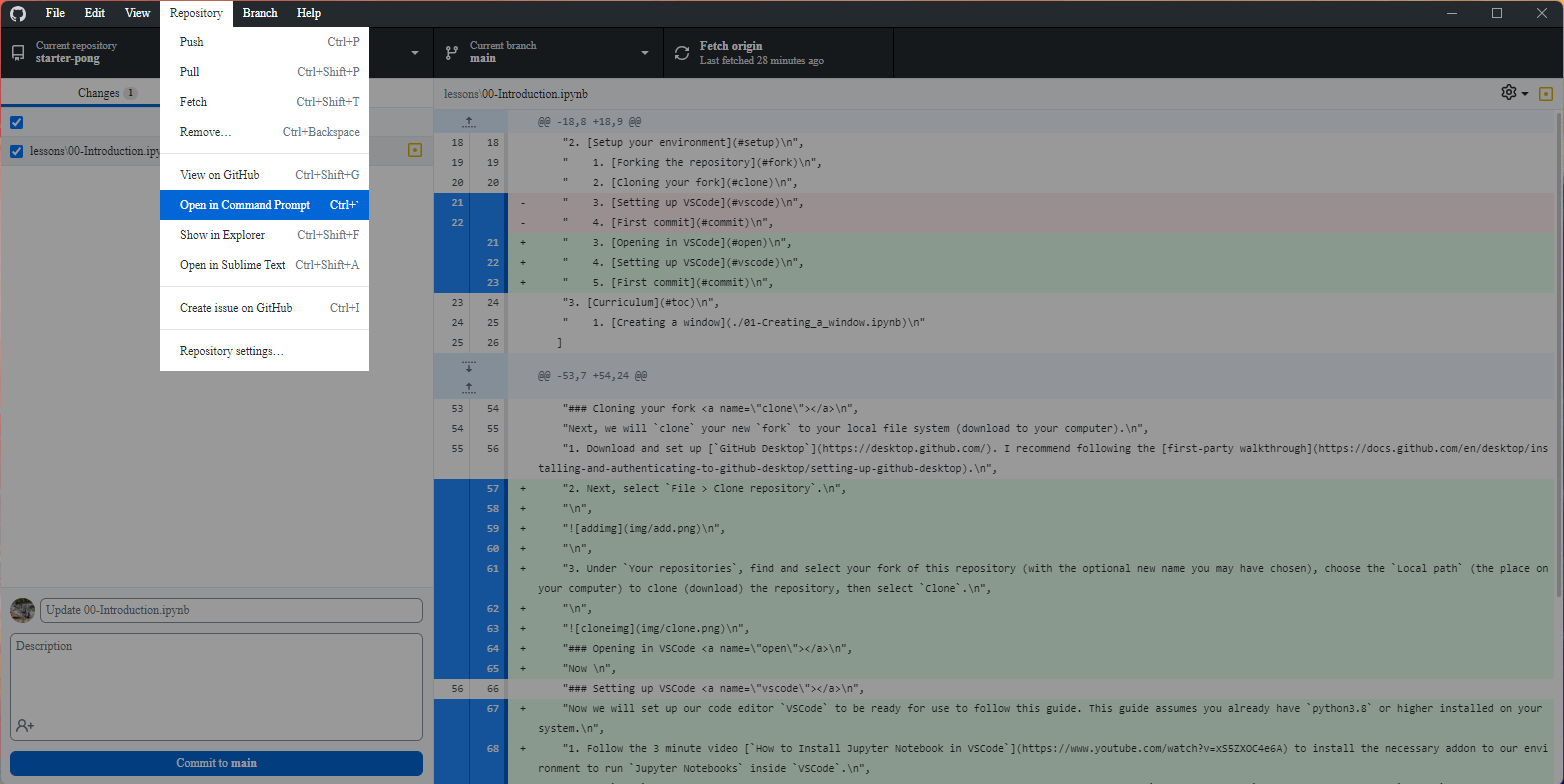 File Edit View Repository Branch Help
Current repository
starter-pong
Current branch
main
Fetch origin
Last fetched 28 minutes ago
Push Ctrl+P
Pull Ctrl+Shift+P
Fetch Ctrl+Shift+T
Remove… Ctrl+Backspace
View on GitHub Ctrl+Shift+G
Open in Command Prompt Ctrl+`
Show in Explorer Ctrl+Shift+F
Open in Sublime Text Ctrl+Shift+A
Create issue on GitHub Ctrl+I
Repository settings…
Changes 1
lessons\00-Introduction.ipy
Update 00-Introduction.ipynb
Description
Commit to main
lessons\00-Introduction.ipynb
@@ -18,8 +18,9 @@
18 18 "2. [Setup your environment](#setup)\n",
19 19 " 1. [Forking the repository](#fork)\n",
20 20 " 2. [Cloning your fork](#clone)\n",
21 - " 3. [Setting up VSCode](#vscode)\n",
22 - " 4. [First commit](#commit)\n",
21 + " 3. [Opening in VSCode](#open)\n",
22 + " 4. [Setting up VSCode](#vscode)\n",
23 + " 5. [First commit](#commit)\n",
23 24 "3. [Curriculum](#toc)\n",
24 25 " 1. [Creating a window](./01-Creating_a_window.ipynb)\n"
25 26 ]
@@ -53,7 +54,24 @@
53 54 "### Cloning your fork <a name=\"clone\"></a>\n",
54 55 "Next, we will `clone` your new `fork` to your local file system (download to your computer).\n",
55 56 "1. Download and set up [`GitHub Desktop`](https://desktop.github.com/). I recommend following the [first-party walkthrough](https://docs.github.com/en/desktop/ins
talling-and-authenticating-to-github-desktop/setting-up-github-desktop).\n",
57 + "2. Next, select `File > Clone repository`.\n",
58 + "\n",
59 + "![addimg](img/add.png)\n",
60 + "\n",
61 + "3. Under `Your repositories`, find and select your fork of this repository (with the optional new name you may have chosen), choose the `Local path` (the place on
your computer) to clone (download) the repository, then select `Clone`.\n",
62 + "\n",
63 + "![cloneimg](img/clone.png)\n",
64 + "### Opening in VSCode <a name=\"open\"></a>\n",
65 + "Now \n",
56 66 "### Setting up VSCode <a name=\"vscode\"></a>\n",
67 + "Now we will set up our code editor `VSCode` to be ready for use to follow this guide. This guide assumes you already have `python3.8` or higher installed on your
system.\n",
68 + "1. Follow the 3 minute video [`How to Install Jupyter Notebook in VSCode`](https://www.youtube.com/watch?v=xS5ZXOC4e6A) to install the necessary addon to our envi
ronment to run `Jupyter Notebooks` inside `VSCode`.\n",